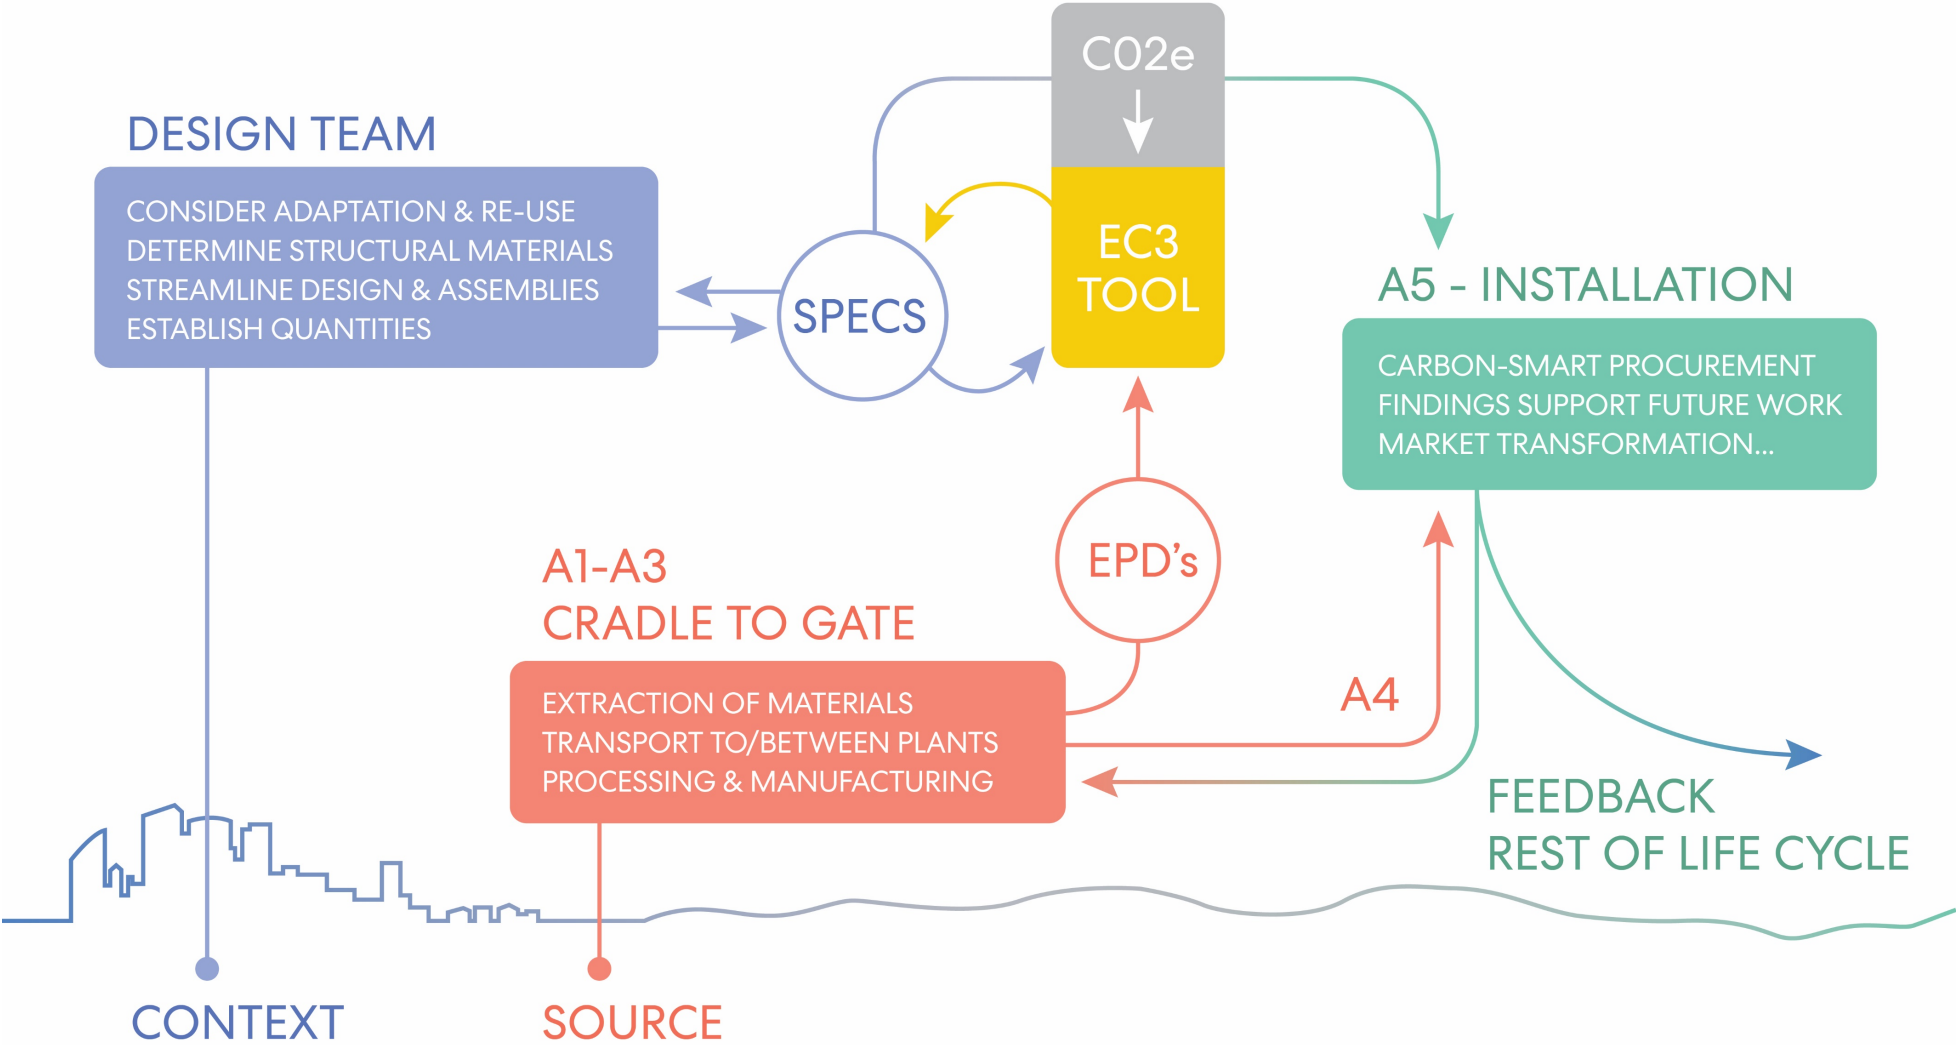 C02e
EC3
TOOL
DESIGN TEAM
CONSIDER ADAPTATION & RE-USE
DETERMINE STRUCTURAL MATERIALS
STREAMLINE DESIGN & ASSEMBLIES
ESTABLISH QUANTITIES
SPECS
A5 - INSTALLATION
CARBON-SMART PROCUREMENT
FINDINGS SUPPORT FUTURE WORK
MARKET TRANSFORMATION...
EPD's
A1-A3
CRADLE TO GATE
EXTRACTION OF MATERIALS
TRANSPORT TO/BETWEEN PLANTS
PROCESSING & MANUFACTURING
A4
FEEDBACK
REST OF LIFE CYCLE
CONTEXT
SOURCE